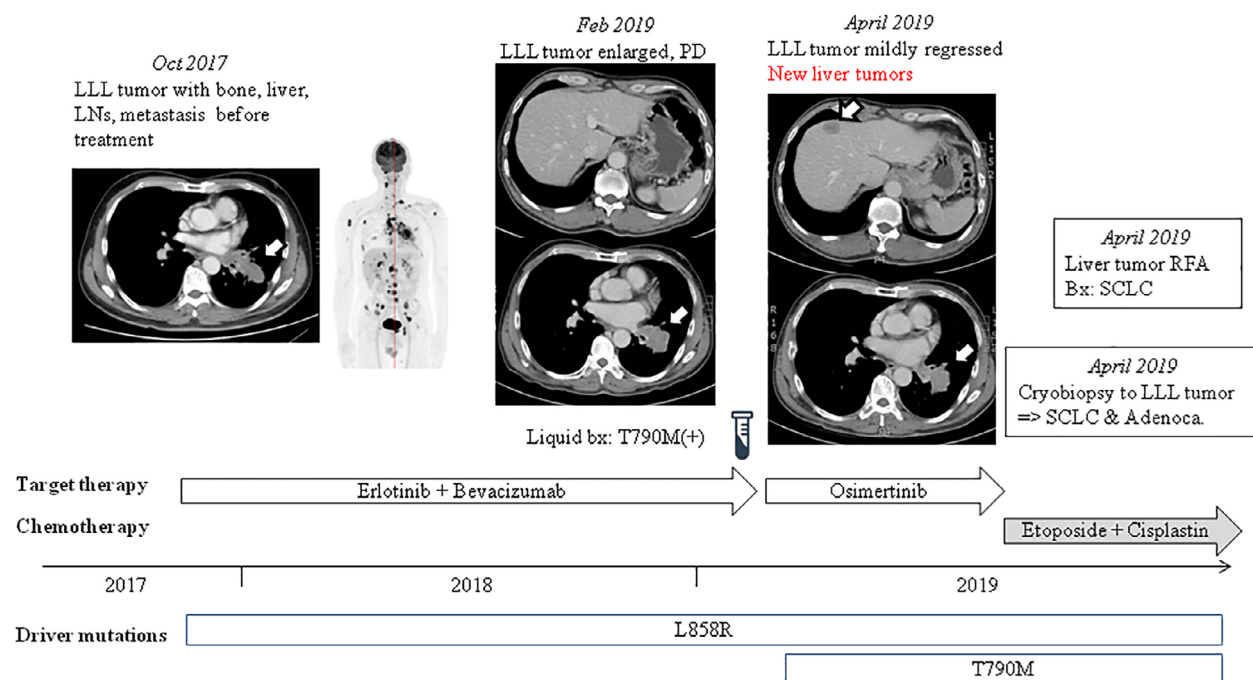 Oct 2017
LLL tumor with bone, liver,
LNs, metastasis before
treatment
Feb 2019
LLL tumor enlarged, PD
April 2019
LLL tumor mildly regressed
New liver tumors
April 2019
Liver tumor RFA
Bx: SCLC
April 2019
Cryobiopsy to LLL tumor
=> SCLC & Adenoca.
Liquid bx: T790M(+)
Target therapy
Erlotinib + Bevacizumab
Osimertinib
Chemotherapy
Etoposide + Cisplastin
2017
2018
2019
Driver mutations
L858R
T790M